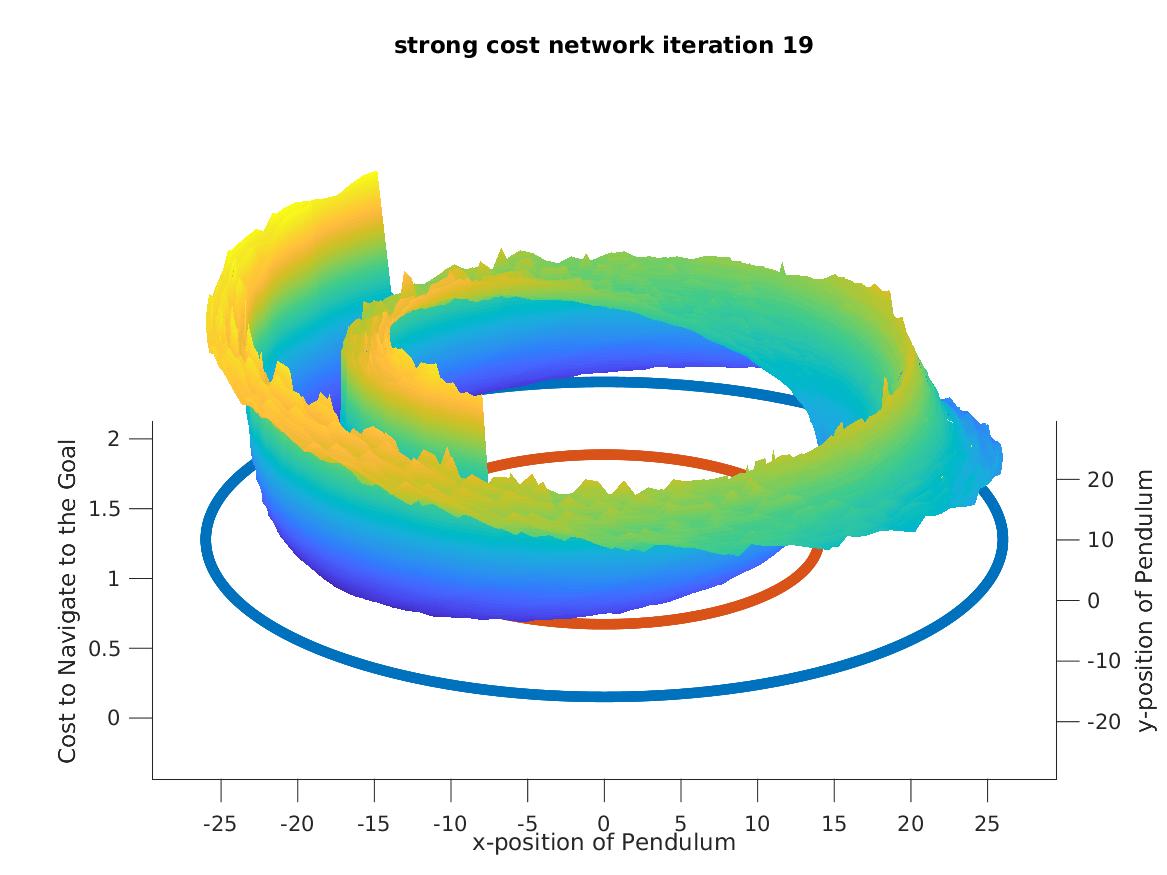 strong cost network iteration 19
Cost to Navigate to the Goal
2
1.5
1
0.5
0
20
10
0
-10
-20
y-position of Pendulum
-25 -20 -15 -10 -5 0 5 10 15 20 25
x-position of Pendulum